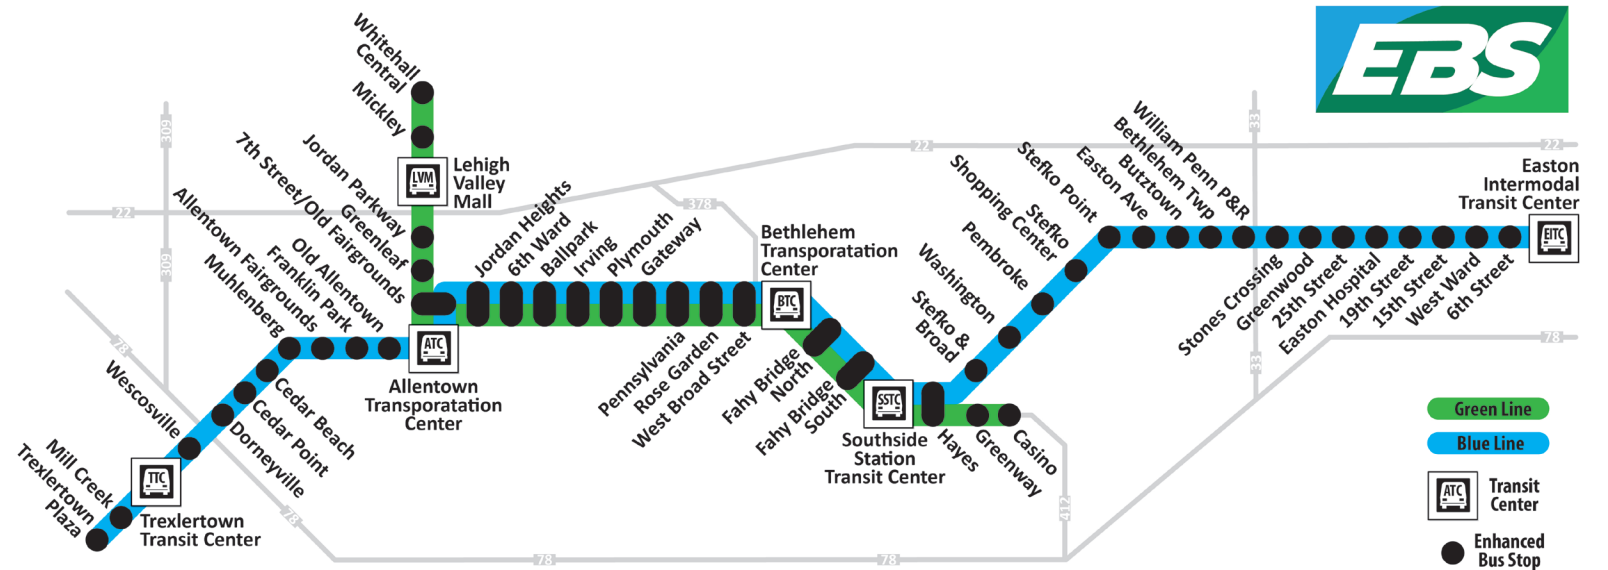 EBS
Whitehall
Central
Mickley
LVM
Lehigh
Valley
Mall
Jordan Parkway
Greenleaf
7th Street/Old Fairgrounds
Old Allentown
Franklin Park
Allentown Fairgrounds
Muhlenberg
ATC
Allentown
Transporatation
Center
Cedar Beach
Cedar Point
Dorneyville
Wescosville
TTC
Trexlertown
Transit Center
Mill Creek
Trexlertown
Plaza
Jordan Heights
6th Ward
Ballpark
Irving
Plymouth
Gateway
Pennsylvania
Rose Garden
West Broad Street
Bethlehem
Transporatation
Center
BTC
Fahy Bridge
North
Fahy Bridge
South
SSTC
Southside
Station
Transit Center
Hayes
Greenway
Casino
Stefko &
Broad
Washington
Pembroke
Stefko
Shopping Center
Stefko Point
Easton Ave
Butztown
Bethlehem Twp
William Penn P&R
Stones Crossing
Greenwood
25th Street
Easton Hospital
19th Street
15th Street
West Ward
6th Street
Easton
Intermodal
Transit Center
EITC
309
309
22
22
22
378
33
33
78
78
78
78
78
412
Green Line
Blue Line
ATC
Transit
Center
Enhanced
Bus Stop